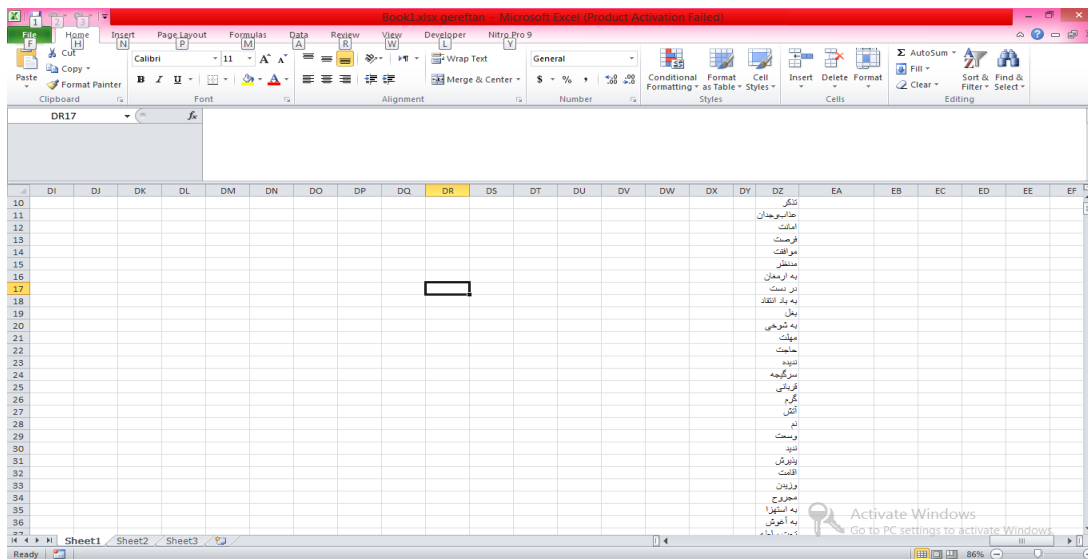 Book1.xlsx gereftan - Microsoft Excel (Product Activation Failed)
1 2 3
File Home Insert Page Layout Formulas Data Review View Developer Nitro Pro 9
F H N P M A R W L Y
Paste Cut Copy Format Painter
Calibri 11 B I U
Wrap Text Merge & Center
General $ % ,
Conditional Formatting Format as Table Cell Styles
Insert Delete Format
Σ AutoSum Fill Clear Sort & Filter Find & Select
Clipboard Font Alignment Number Styles Cells Editing
DR17 fx
DI DJ DK DL DM DN DO DP DQ DR DS DT DU DV DW DX DY DZ EA EB EC ED EE EF
10 تذکر
11 عذاب‌وجدان
12 امانت
13 فرصت
14 موافقت
15 مدنظر
16 به ارمغان
17 در دست
18 به باد انتقاد
19 بغل
20 به شوخی
21 مهلت
22 حاجت
23 ندیده
24 سرگیجه
25 قربانی
26 گرم
27 آتش
28 نم
29 وسعت
30 ندید
31 پذیرش
32 اقامت
33 وزیدن
34 مجروح
35 به استهزا
36 به آغوش
Activate Windows
Go to PC settings to activate Windows.
Sheet1 Sheet2 Sheet3
Ready 86%